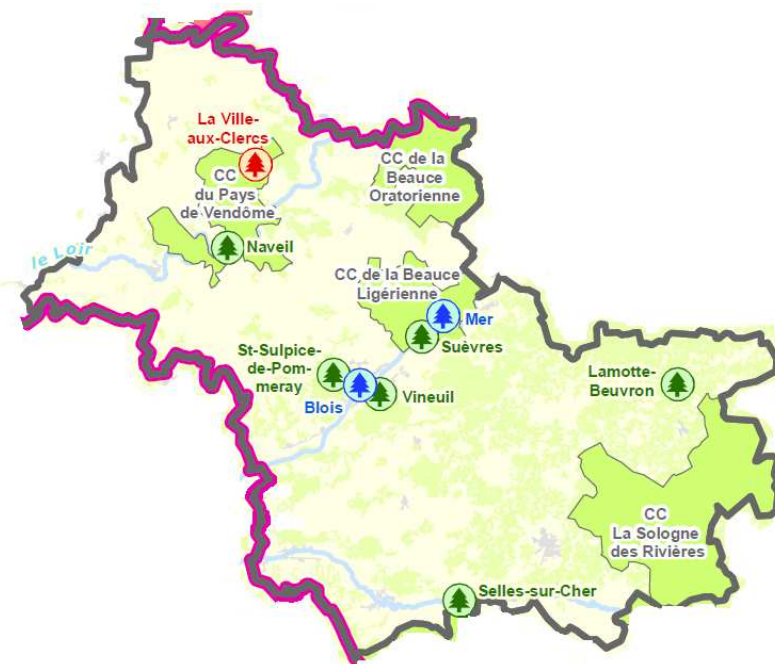 La Ville-
aux-Clercs
CC
du Pays
de Vendôme
CC de la
Beauce
Oratorienne
le Loir
Naveil
CC de la Beauce
Ligérienne
Mer
Suèvres
St-Sulpice-
de-Pom-
meray
Blois
Vineuil
Lamotte-
Beuvron
CC
La Sologne
des Rivières
Selles-sur-Cher